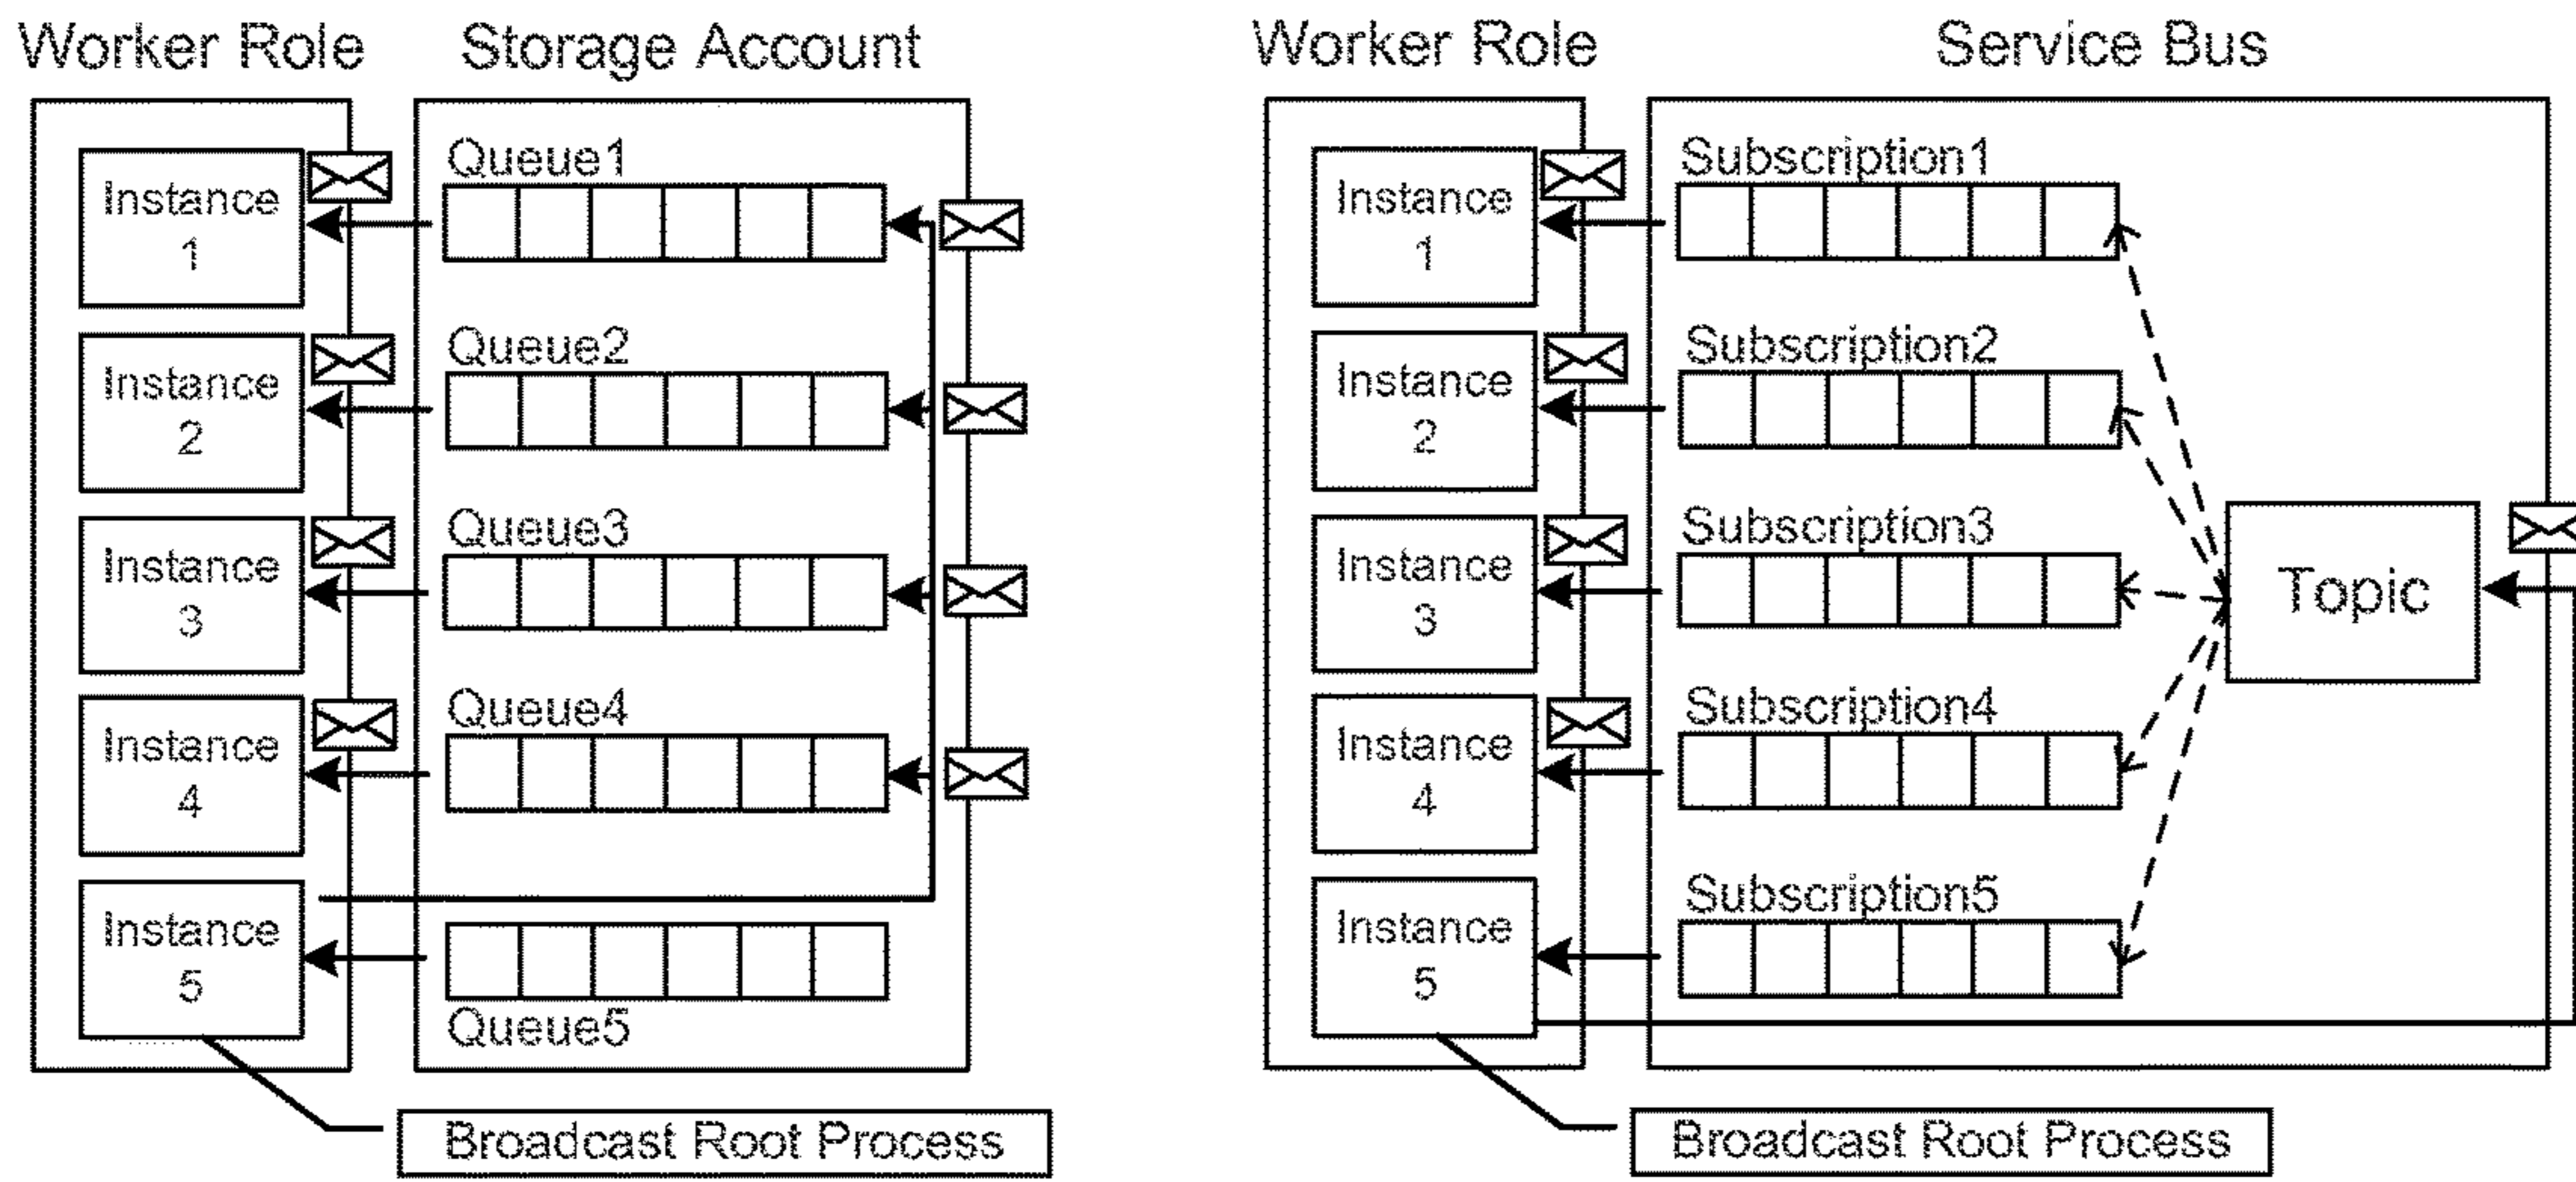 Worker Role
Storage Account
Instance
1
Queue1
Instance
2
Queue2
Instance
3
Queue3
Instance
4
Queue4
Instance
5
Queue5
Broadcast Root Process
Worker Role
Service Bus
Instance
1
Subscription1
Instance
2
Subscription2
Instance
3
Subscription3
Topic
Instance
4
Subscription4
Instance
5
Subscription5
Broadcast Root Process